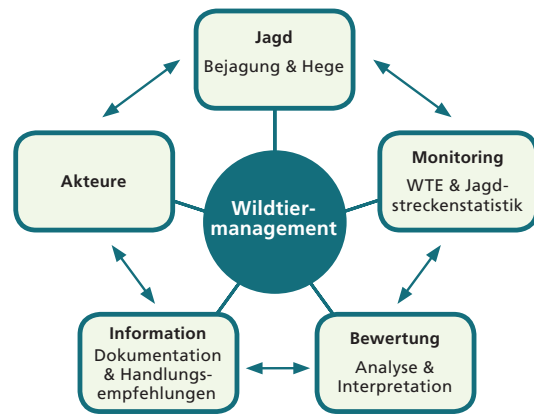 Jagd
Bejagung & Hege
Monitoring
WTE & Jagd-
streckenstatistik
Akteure
Wildtier-
management
Information
Dokumentation
& Handlungs-
empfehlungen
Bewertung
Analyse &
Interpretation